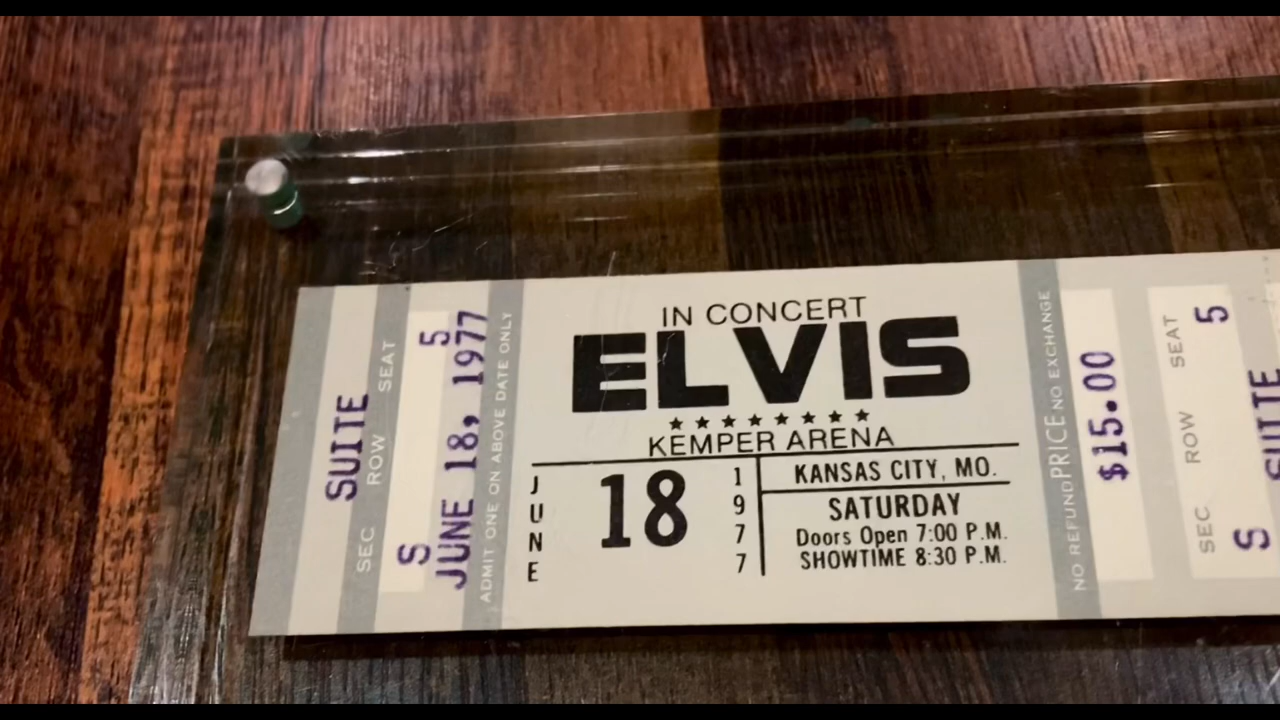 SUITE
SEC ROW SEAT
S 5
JUNE 18, 1977
ADMIT ONE ON ABOVE DATE ONLY
IN CONCERT
ELVIS
★★★★★★★★
KEMPER ARENA
JUNE
18
1977
KANSAS CITY, MO.
SATURDAY
Doors Open 7:00 P.M.
SHOWTIME 8:30 P.M.
NO REFUND PRICE NO EXCHANGE
$15.00
SEC ROW SEAT
S 5
SUITE